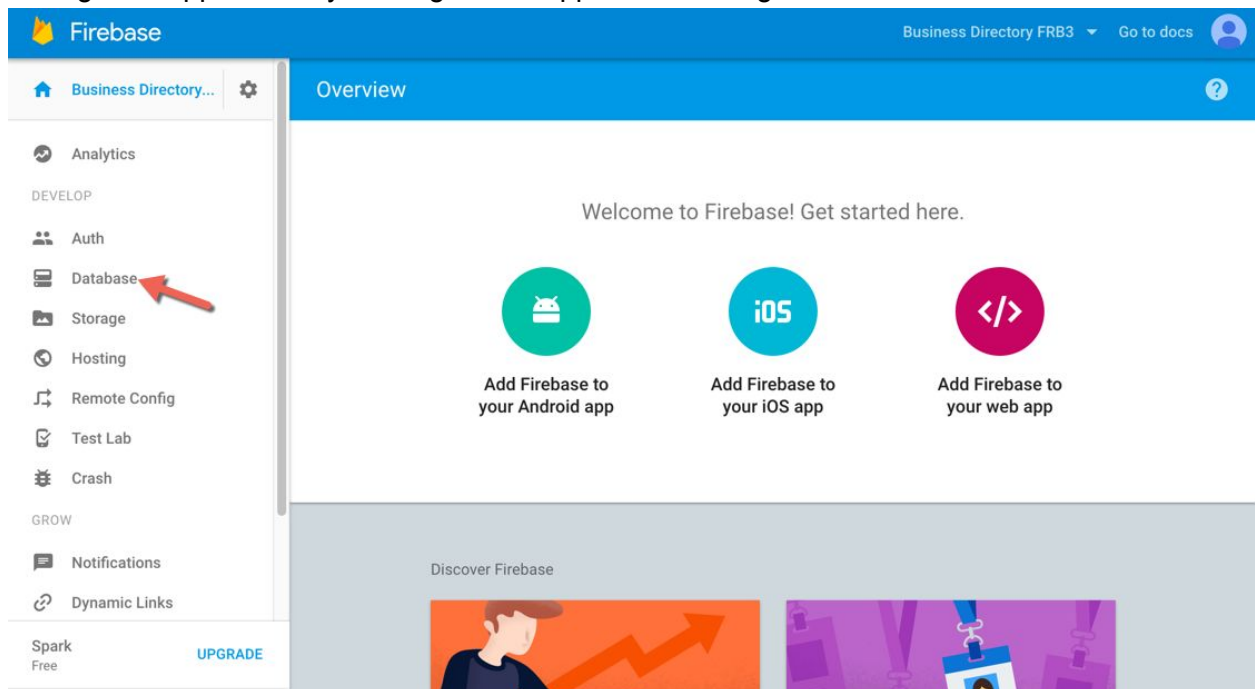 Firebase
Business Directory FRB3
Go to docs
Business Directory...
Overview
?
Analytics
DEVELOP
Auth
Database
Storage
Hosting
Remote Config
Test Lab
Crash
GROW
Notifications
Dynamic Links
Spark
Free
UPGRADE
Welcome to Firebase! Get started here.
iOS
</>
Add Firebase to
your Android app
Add Firebase to
your iOS app
Add Firebase to
your web app
Discover Firebase